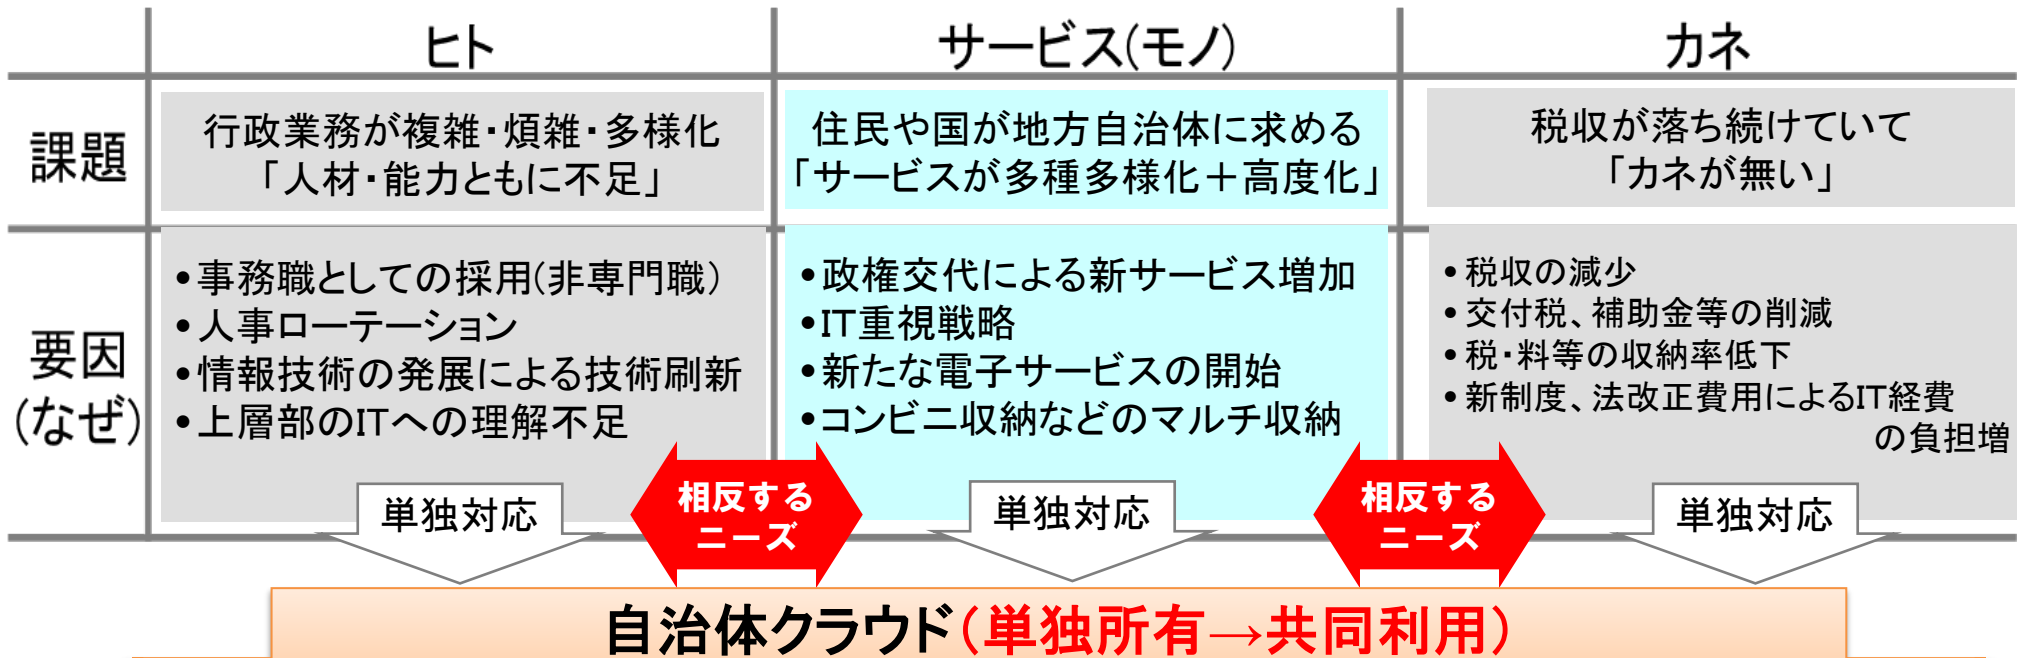 ヒト
サービス(モノ)
カネ
課題
行政業務が複雑・煩雑・多様化
「人材・能力ともに不足」
住民や国が地方自治体に求める
「サービスが多種多様化＋高度化」
税収が落ち続けていて
「カネが無い」
要因
(なぜ)
•事務職としての採用(非専門職)
•人事ローテーション
•情報技術の発展による技術刷新
•上層部のITへの理解不足
•政権交代による新サービス増加
•IT重視戦略
•新たな電子サービスの開始
•コンビニ収納などのマルチ収納
•税収の減少
•交付税、補助金等の削減
•税・料等の収納率低下
•新制度、法改正費用によるIT経費
の負担増
単独対応
相反する
ニーズ
単独対応
相反する
ニーズ
単独対応
自治体クラウド(単独所有→共同利用)